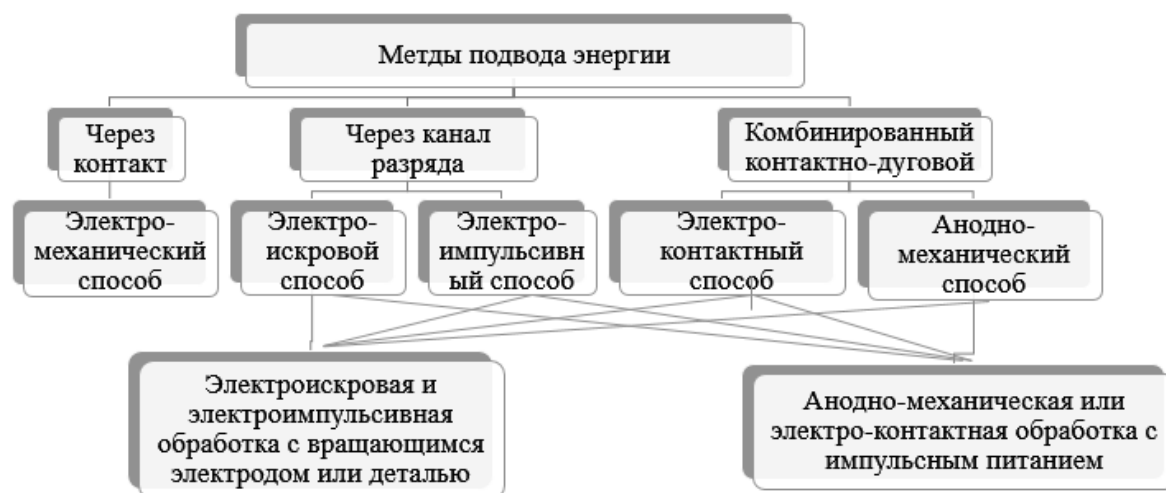 Метды подвода энергии
Через
контакт
Через канал
разряда
Комбинированный
контактно-дуговой
Электро-
механический
способ
Электро-
искровой
способ
Электро-
импульсивн
ый способ
Электро-
контактный
способ
Анодно-
механический
способ
Электроискровая и
электроимпульсивная
обработка с вращающимся
электродом или деталью
Анодно-механическая или
электро-контактная обработка с
импульсным питанием